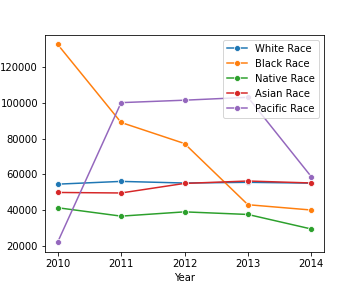 White Race
Black Race
Native Race
Asian Race
Pacific Race
120000
100000
80000
60000
40000
20000
2010 2011 2012 2013 2014
Year